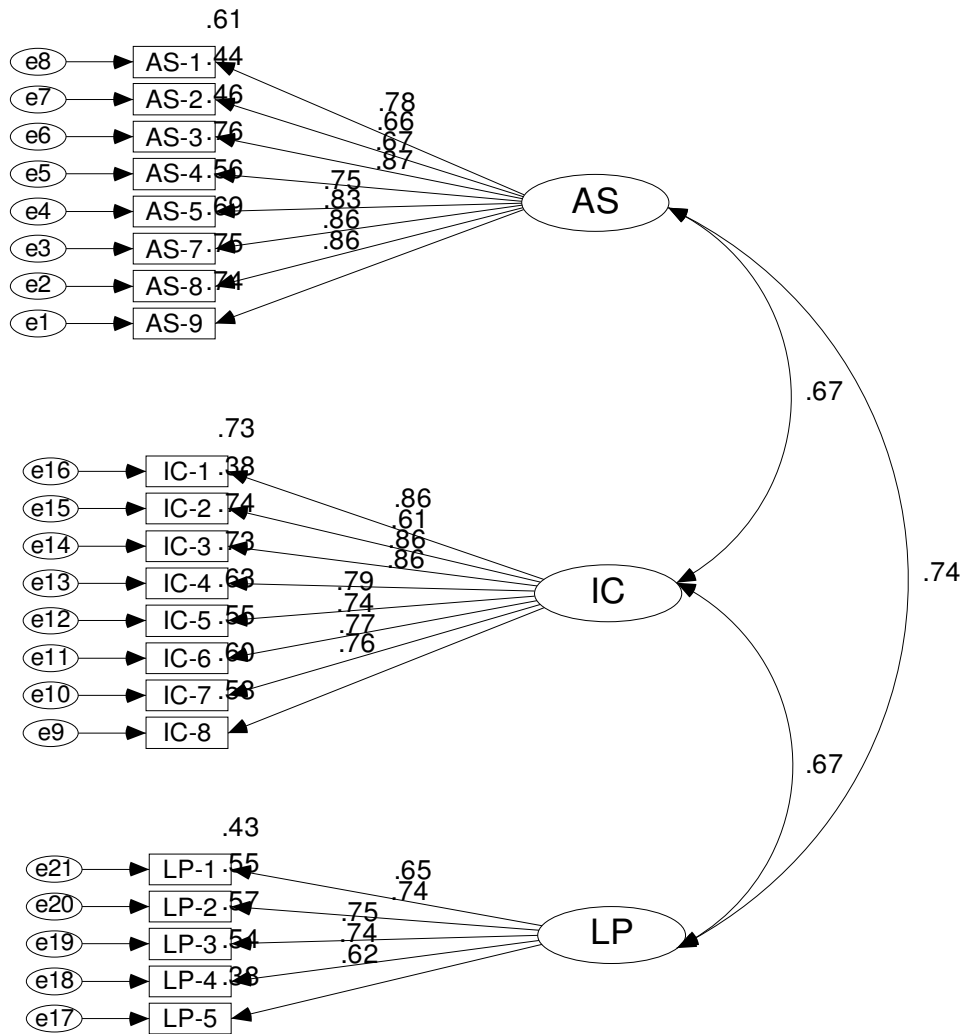 .61
e8 AS-1 .44
e7 AS-2 .46 .78
.66
e6 AS-3 .76 .67
.87
e5 AS-4 .56 .75
AS
e4 AS-5 .69 .83
.86
e3 AS-7 .75 .86
e2 AS-8 .74
e1 AS-9
.67
.73
e16 IC-1 .38
e15 IC-2 .74 .86
.61
e14 IC-3 .73 .86
.86
e13 IC-4 .63 .79
IC
.74
e12 IC-5 .55 .74
.77
e11 IC-6 .60 .76
e10 IC-7 .58
e9 IC-8
.67
.43
e21 LP-1 .55 .65
.74
e20 LP-2 .57 .75
LP
e19 LP-3 .54 .74
.62
e18 LP-4 .38
e17 LP-5